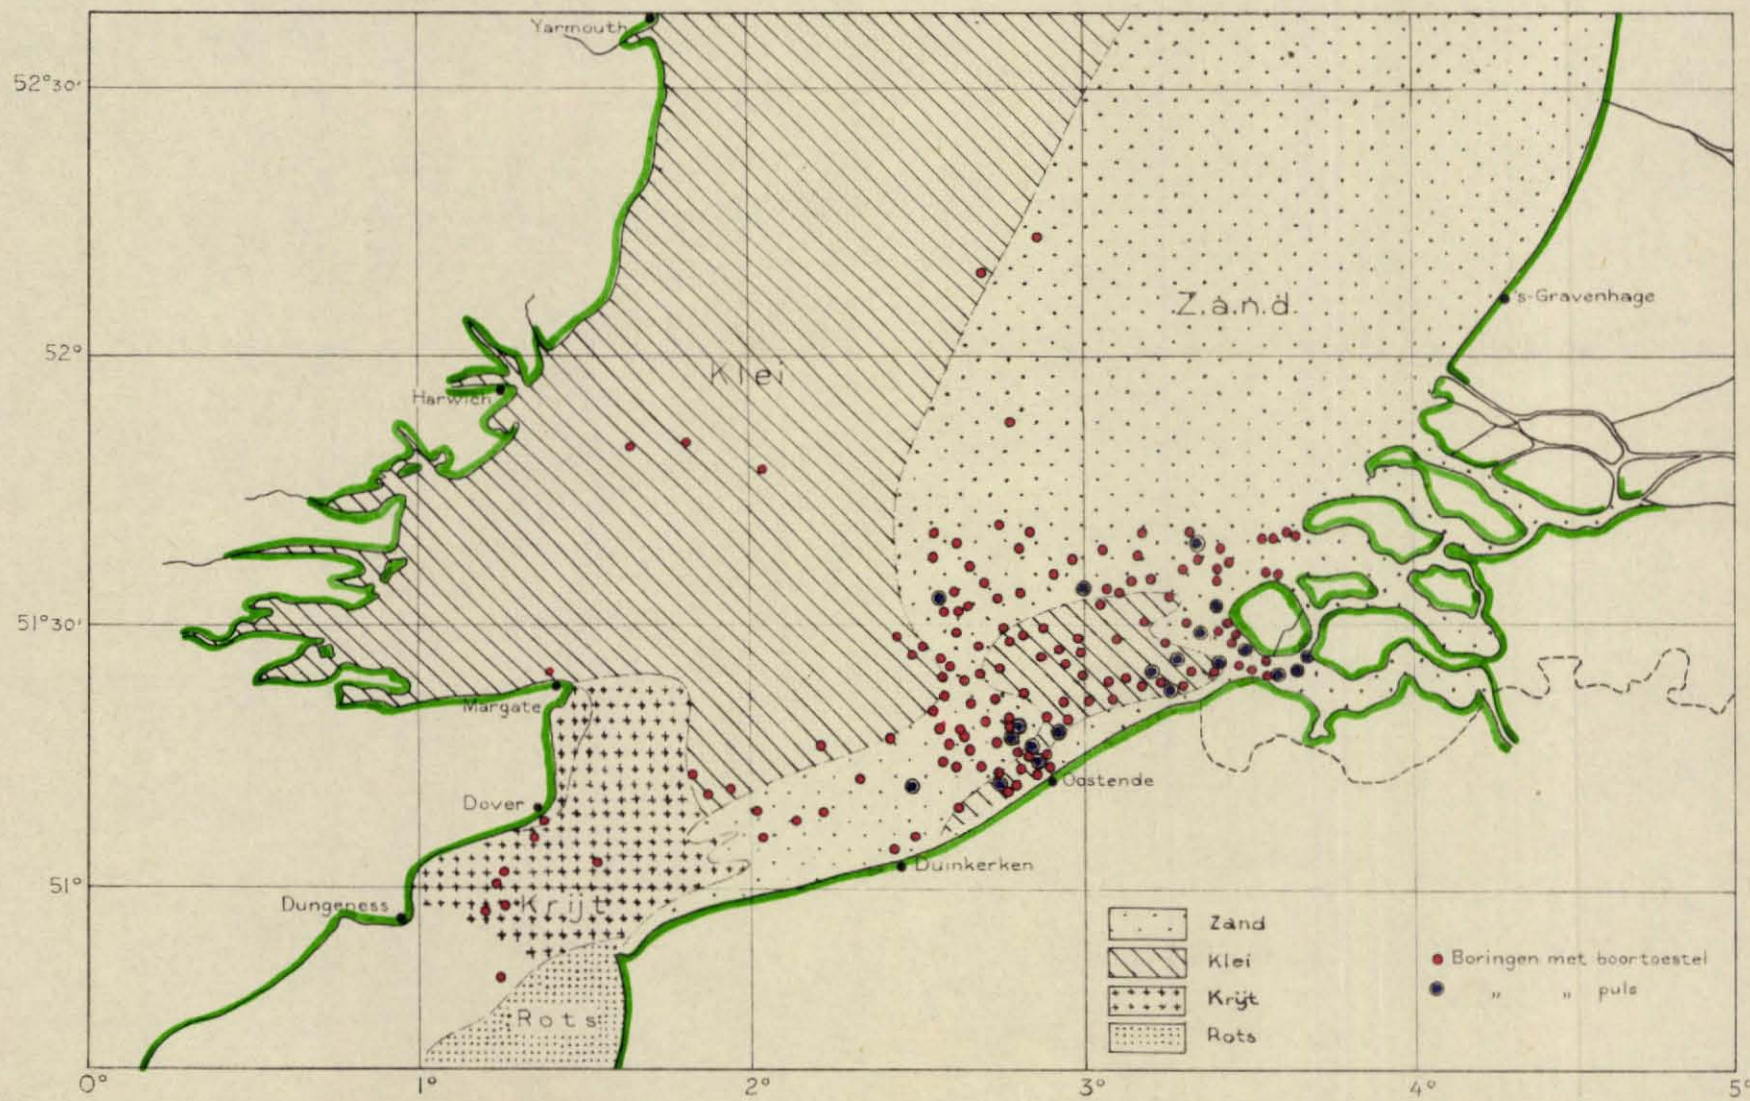 Yarmouth
52°30′
Zand
's-Gravenhage
52°
Klei
Harwich
51°30′
Margate
Oostende
Dover
Duinkerken
51°
Dungeness
Krijt
Rots
Zand
Klei
Krijt
Rots
Boringen met boortoestel
„ „ puls
0° 1° 2° 3° 4° 5°